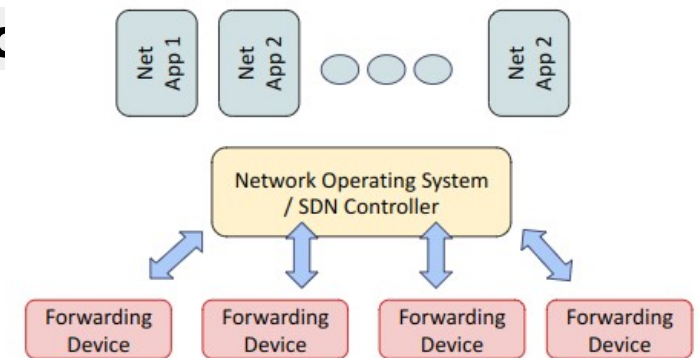 Net
App 1
Net
App 2
Net
App 2
Network Operating System
/ SDN Controller
Forwarding
Device
Forwarding
Device
Forwarding
Device
Forwarding
Device